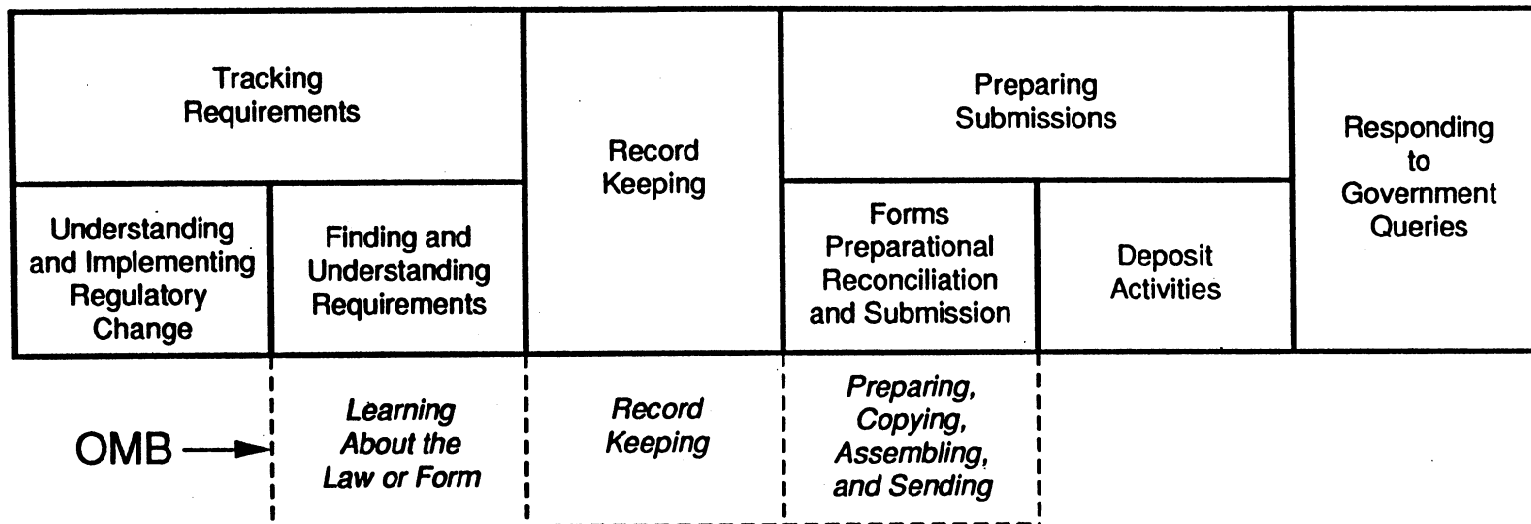 Tracking
Requirements
Record
Keeping
Preparing
Submissions
Responding
to
Government
Queries
Understanding
and Implementing
Regulatory
Change
Finding and
Understanding
Requirements
Forms
Preparational
Reconciliation
and Submission
Deposit
Activities
OMB
Learning
About the
Law or Form
Record
Keeping
Preparing,
Copying,
Assembling,
and Sending